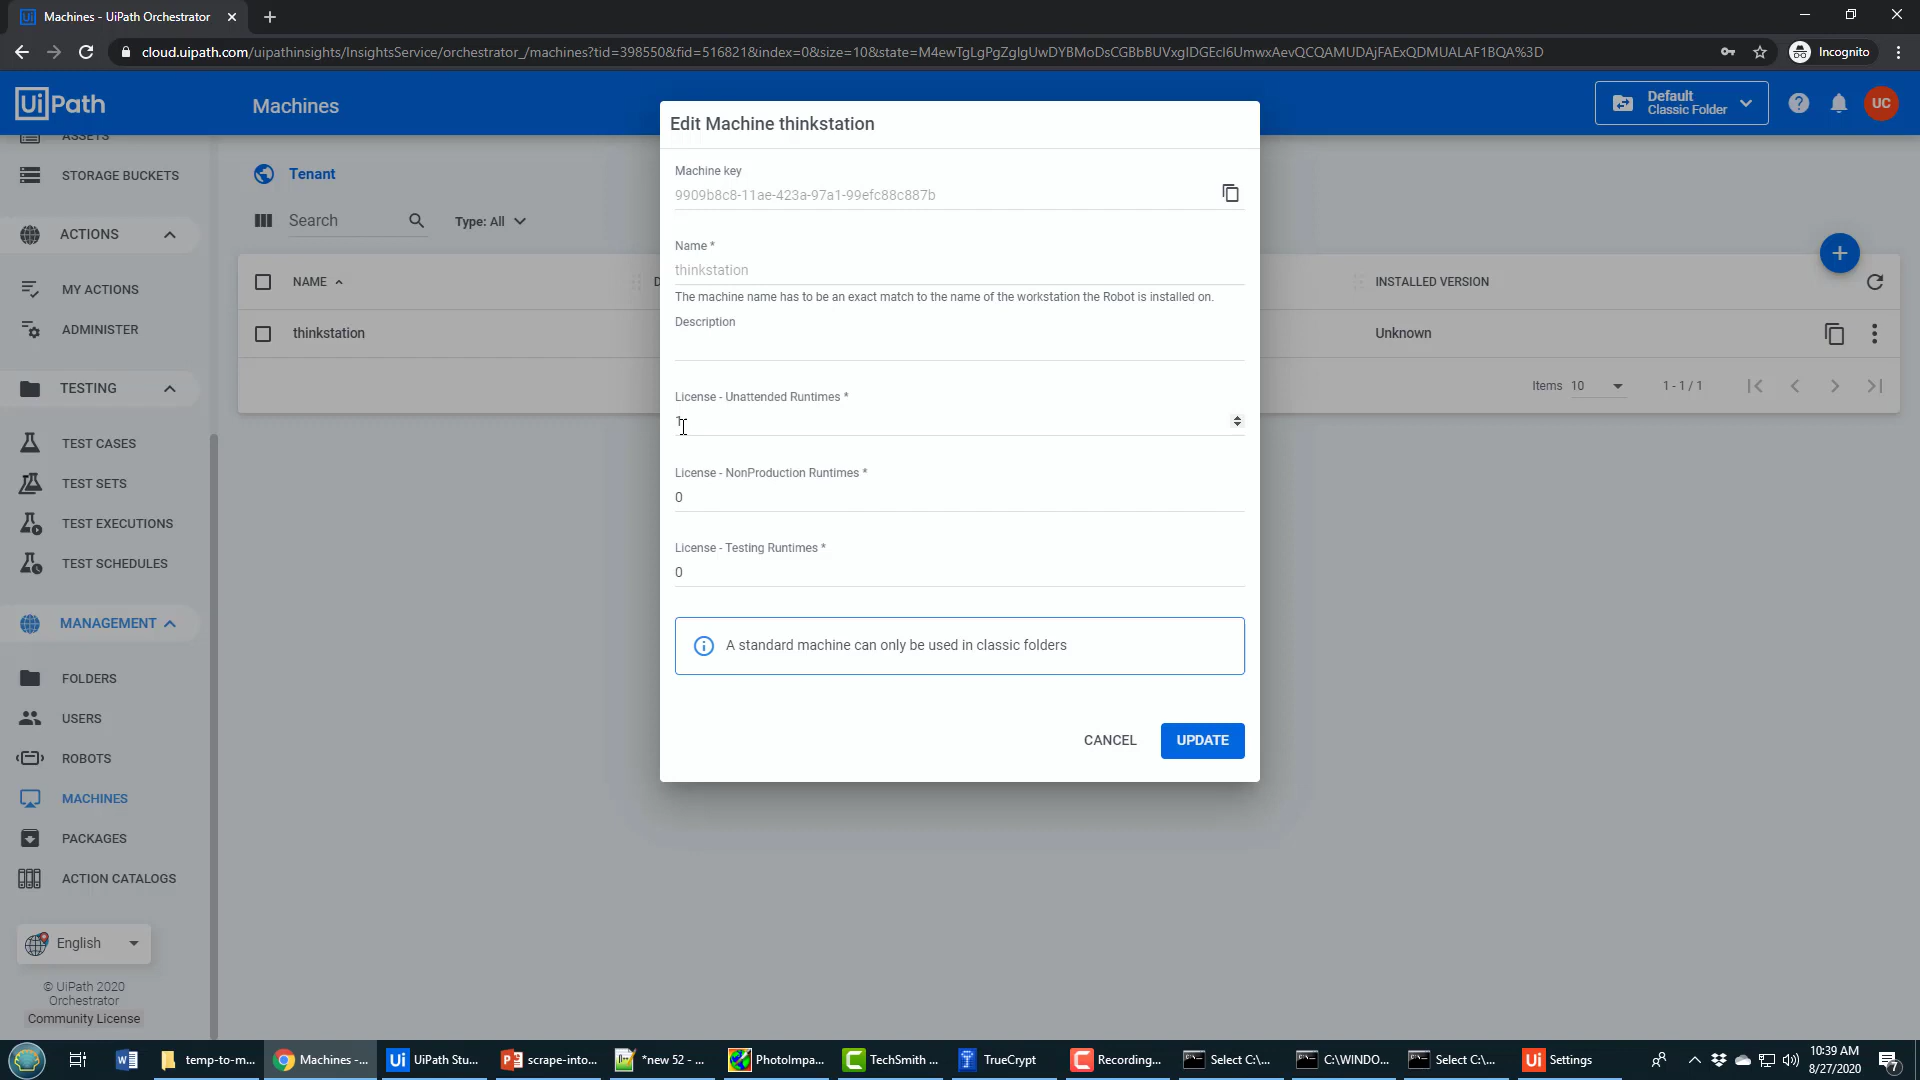 Machines - UiPath Orchestrator
cloud.uipath.com/uipathinsights/InsightsService/orchestrator_/machines?tid=398550&fid=516821&index=0&size=10&state=M4ewTgLgPgZgIgUwDYBMoDsCGBbBUVxgIDGEcI6UmwxAevQCQAMUDAjFAExQDMUALAF1BQA%3D
Incognito
UiPath
Machines
Default
Classic Folder
UC
ASSETS
STORAGE BUCKETS
ACTIONS
MY ACTIONS
ADMINISTER
TESTING
TEST CASES
TEST SETS
TEST EXECUTIONS
TEST SCHEDULES
MANAGEMENT
FOLDERS
USERS
ROBOTS
MACHINES
PACKAGES
ACTION CATALOGS
English
© UiPath 2020
Orchestrator
Community License
Tenant
Search
Type: All
NAME
D
INSTALLED VERSION
thinkstation
Unknown
Items 10
1 - 1 / 1
Edit Machine thinkstation
Machine key
9909b8c8-11ae-423a-97a1-99efc88c887b
Name *
thinkstation
The machine name has to be an exact match to the name of the workstation the Robot is installed on.
Description
License - Unattended Runtimes *
1
License - NonProduction Runtimes *
0
License - Testing Runtimes *
0
A standard machine can only be used in classic folders
CANCEL
UPDATE
temp-to-m...
Machines -...
UiPath Stu...
scrape-into...
*new 52 - ...
PhotoImpa...
TechSmith ...
TrueCrypt
Recording...
Select C:\...
C:\WINDO...
Select C:\...
Settings
10:39 AM
8/27/2020
7